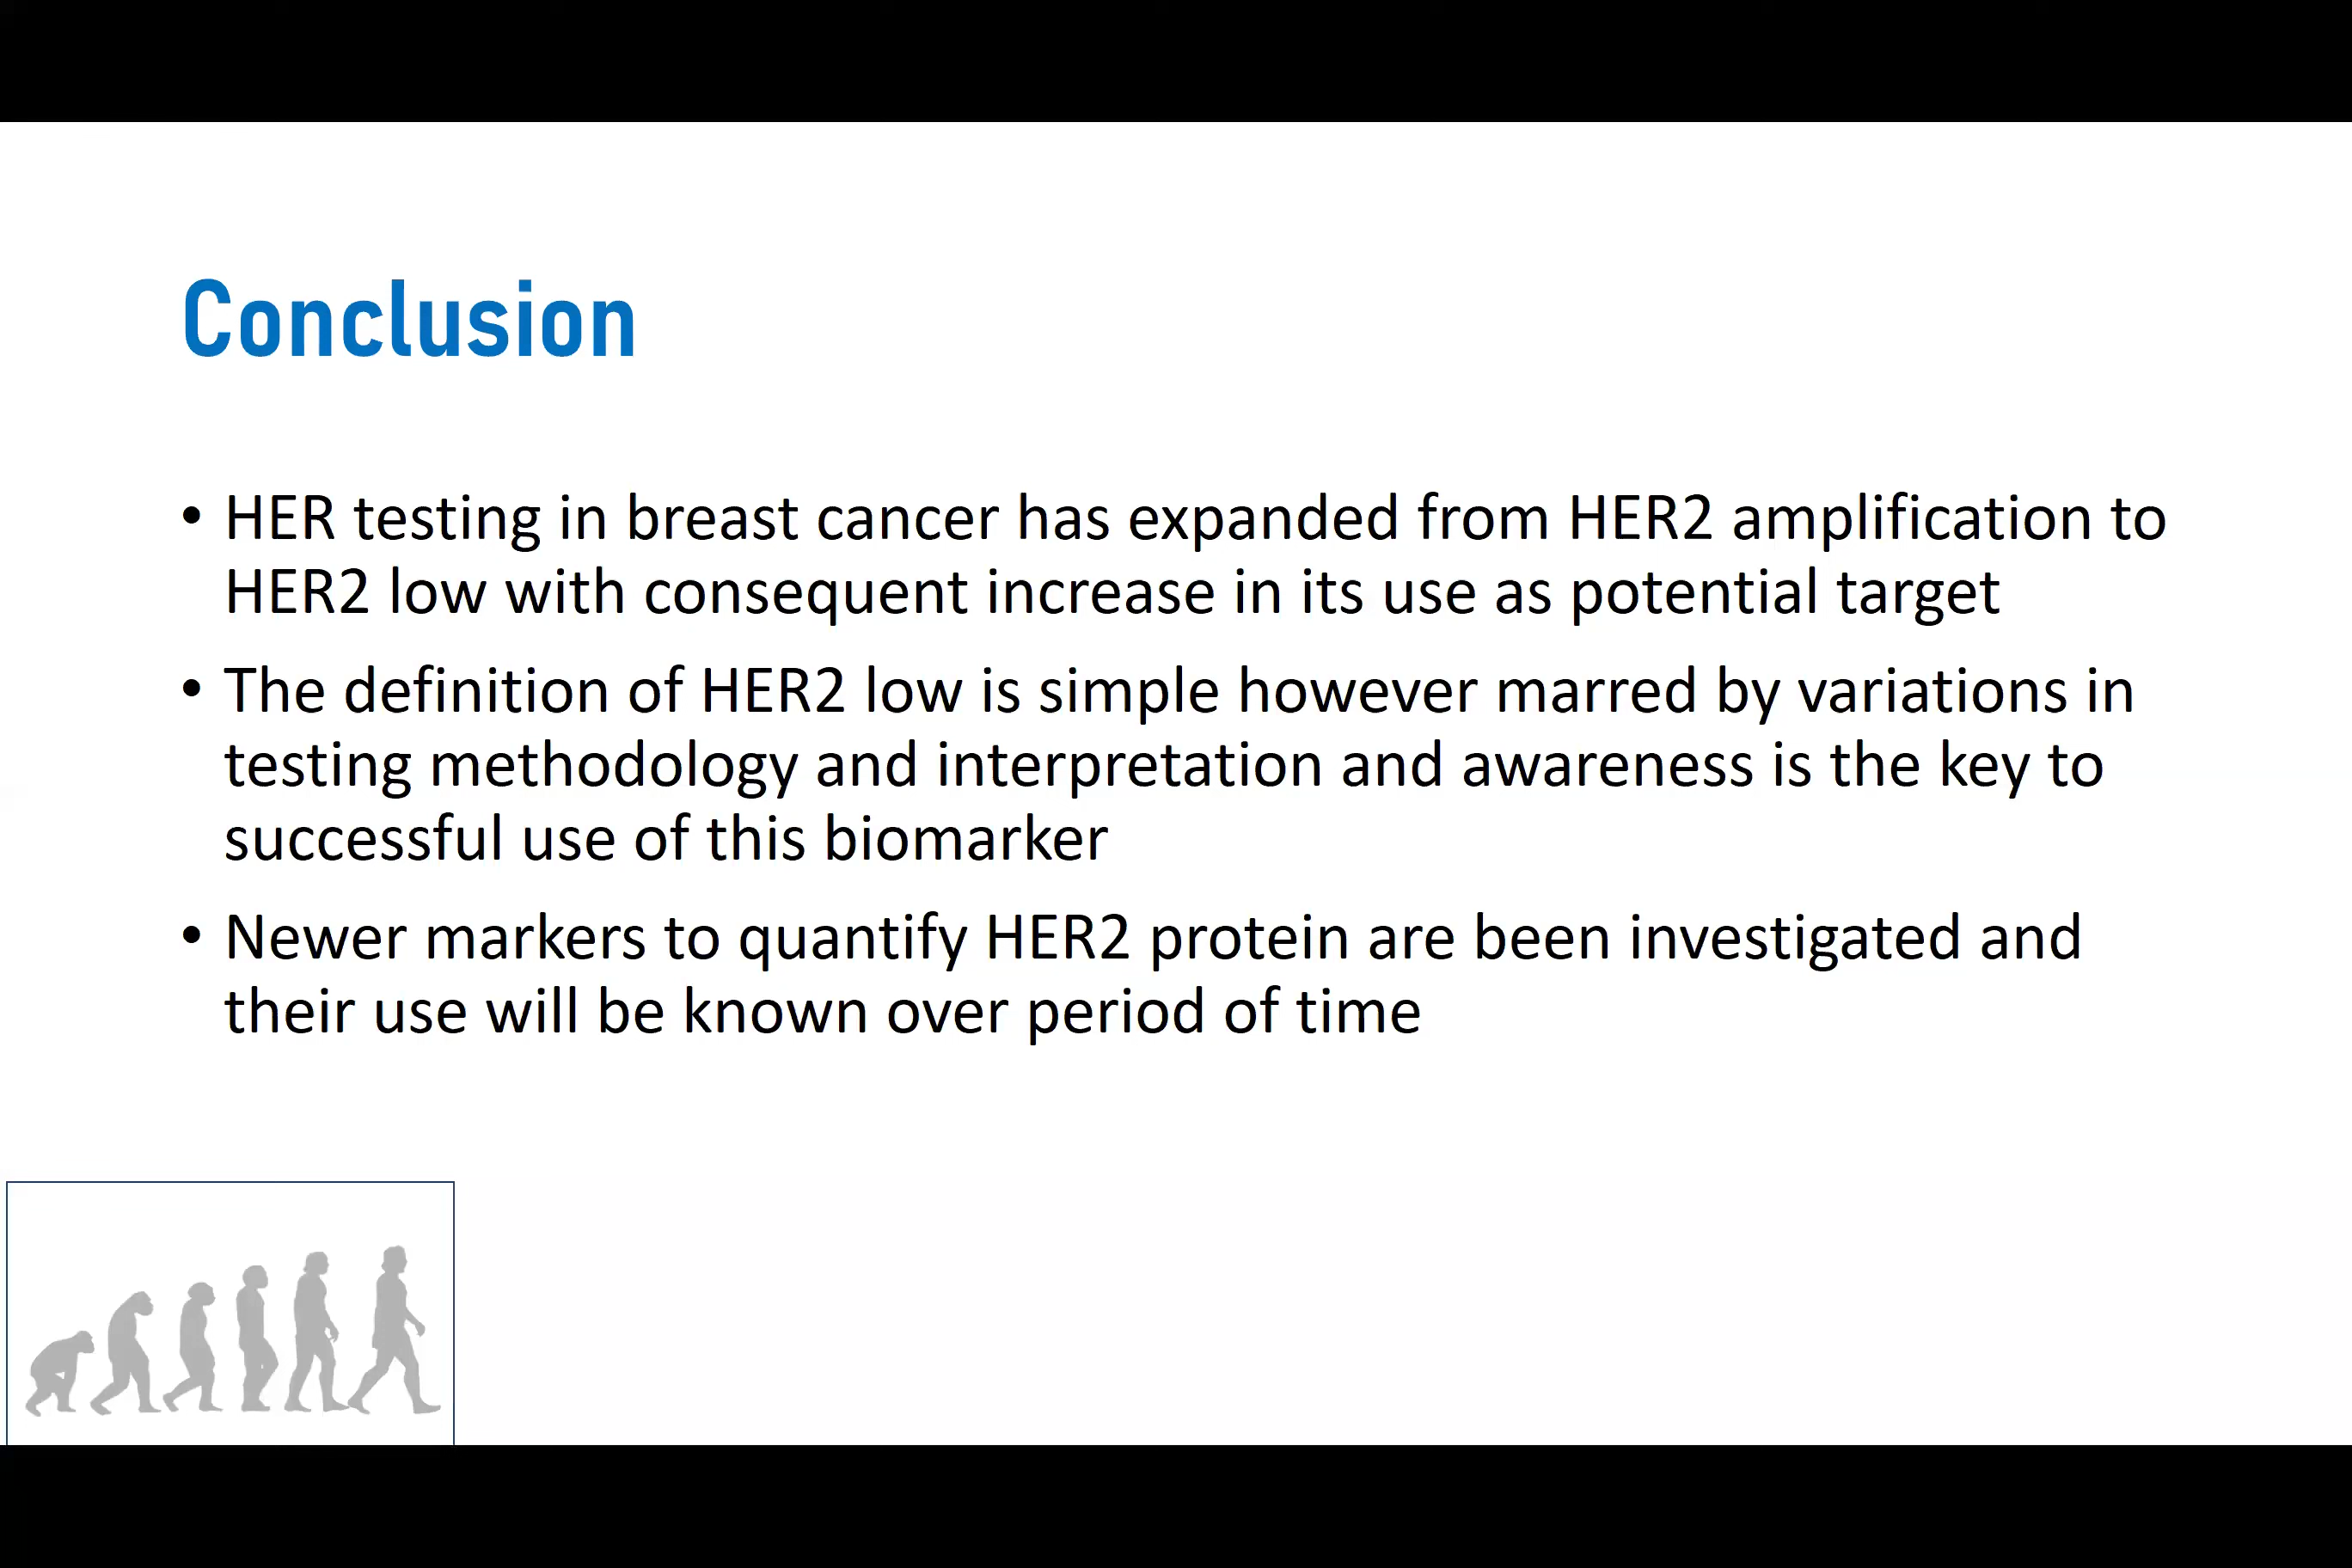 Conclusion
• HER testing in breast cancer has expanded from HER2 amplification to
HER2 low with consequent increase in its use as potential target
• The definition of HER2 low is simple however marred by variations in
testing methodology and interpretation and awareness is the key to
successful use of this biomarker
• Newer markers to quantify HER2 protein are been investigated and
their use will be known over period of time